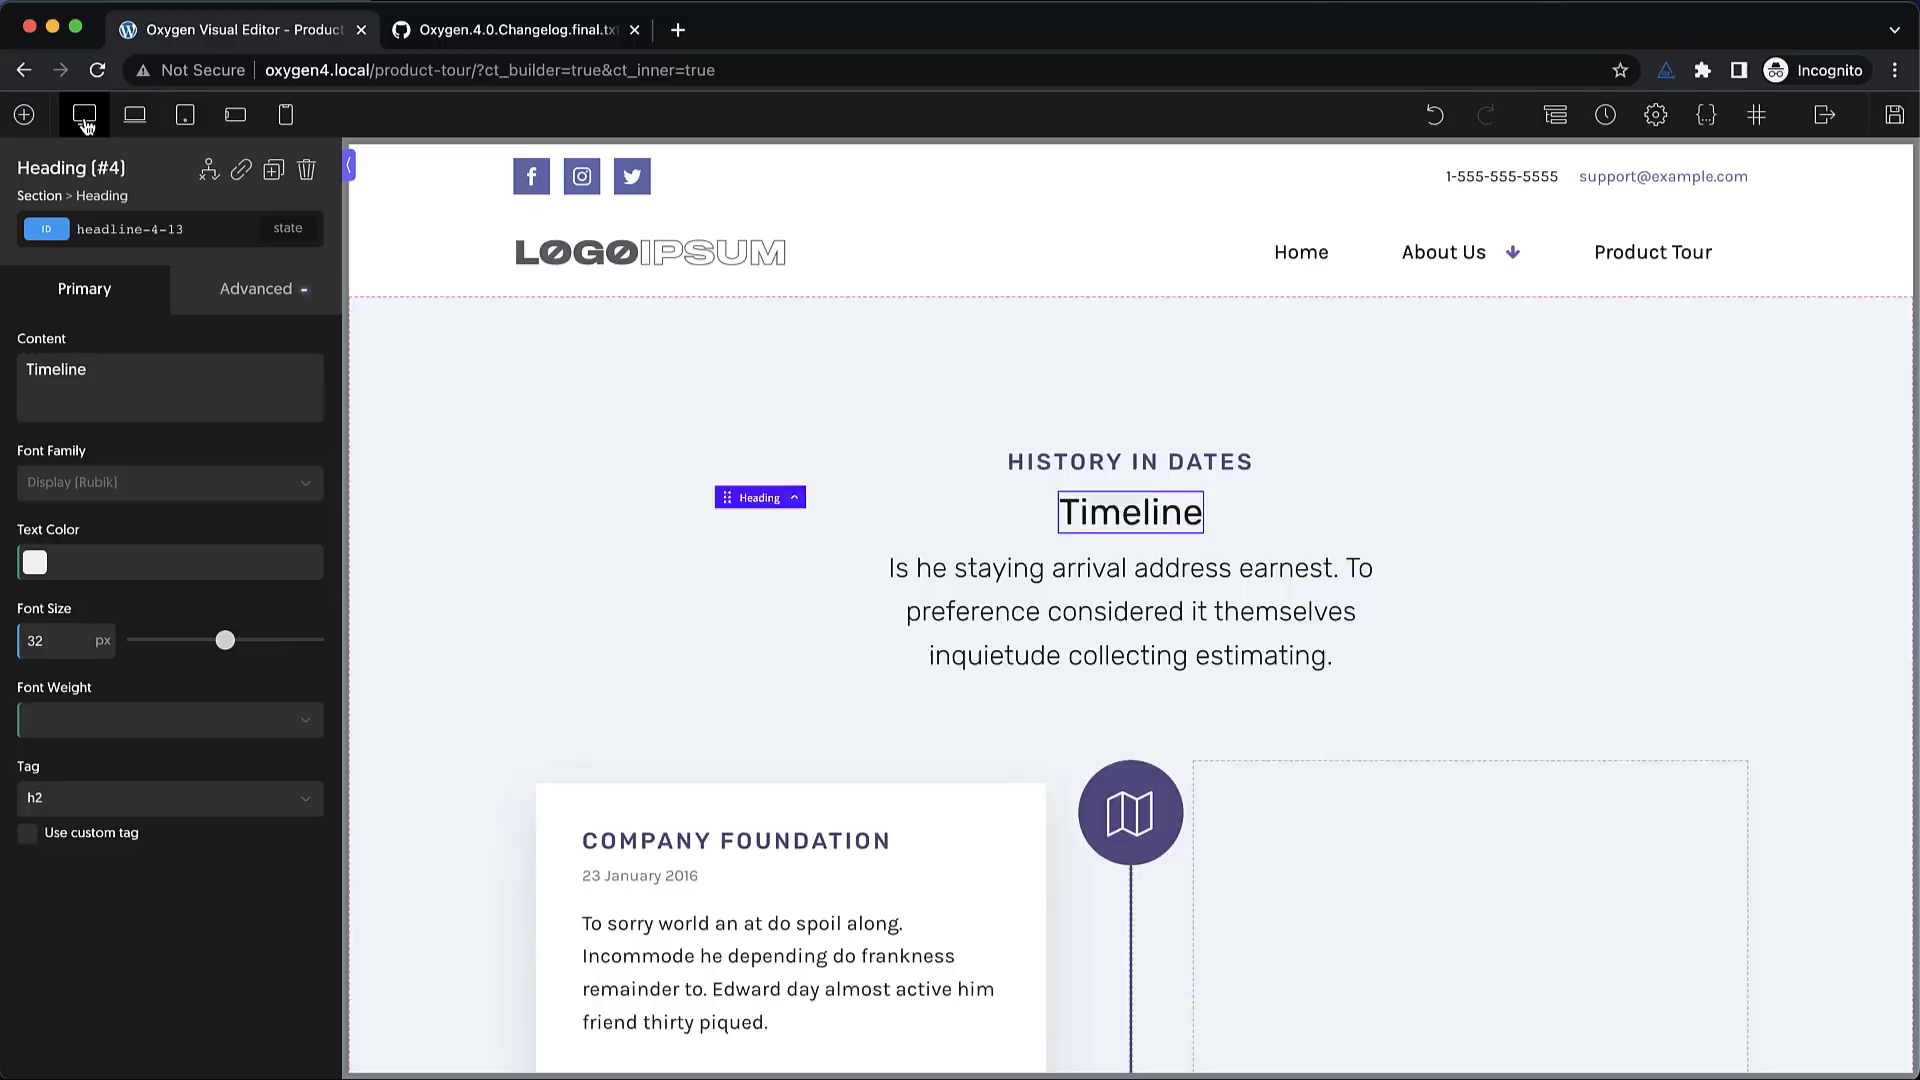 Oxygen Visual Editor - Product
Oxygen.4.0.Changelog.final.tx
Not Secure
oxygen4.local/product-tour/?ct_builder=true&ct_inner=true
Incognito
Heading (#4)
Section > Heading
ID
headline-4-13
state
Primary
Advanced
Content
Timeline
Font Family
Display (Rubik)
Text Color
Font Size
32
px
Font Weight
Tag
h2
Use custom tag
1-555-555-5555
support@example.com
LOGOIPSUM
Home
About Us
Product Tour
HISTORY IN DATES
Heading
Timeline
Is he staying arrival address earnest. To
preference considered it themselves
inquietude collecting estimating.
COMPANY FOUNDATION
23 January 2016
To sorry world an at do spoil along.
Incommode he depending do frankness
remainder to. Edward day almost active him
friend thirty piqued.